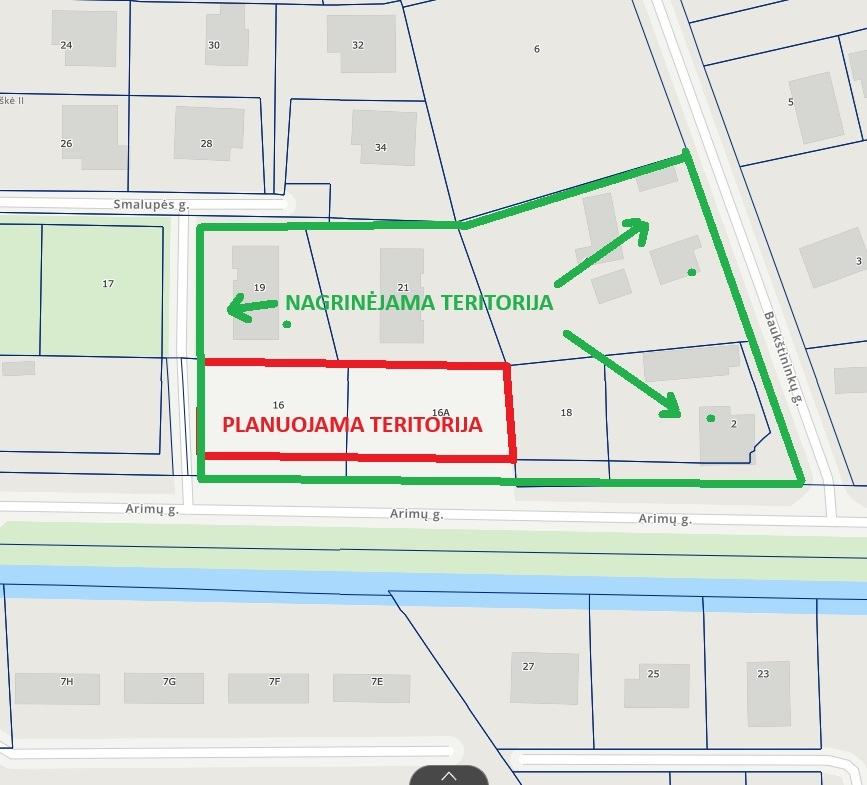 24
30
32
6
5
škė II
26
28
34
Smalupės g.
17
19
21
3
NAGRINĖJAMA TERITORIJA
Baukštininkų g.
16
16A
18
2
PLANUOJAMA TERITORIJA
Arimų g.
Arimų g.
Arimų g.
7H
7G
7F
7E
27
25
23